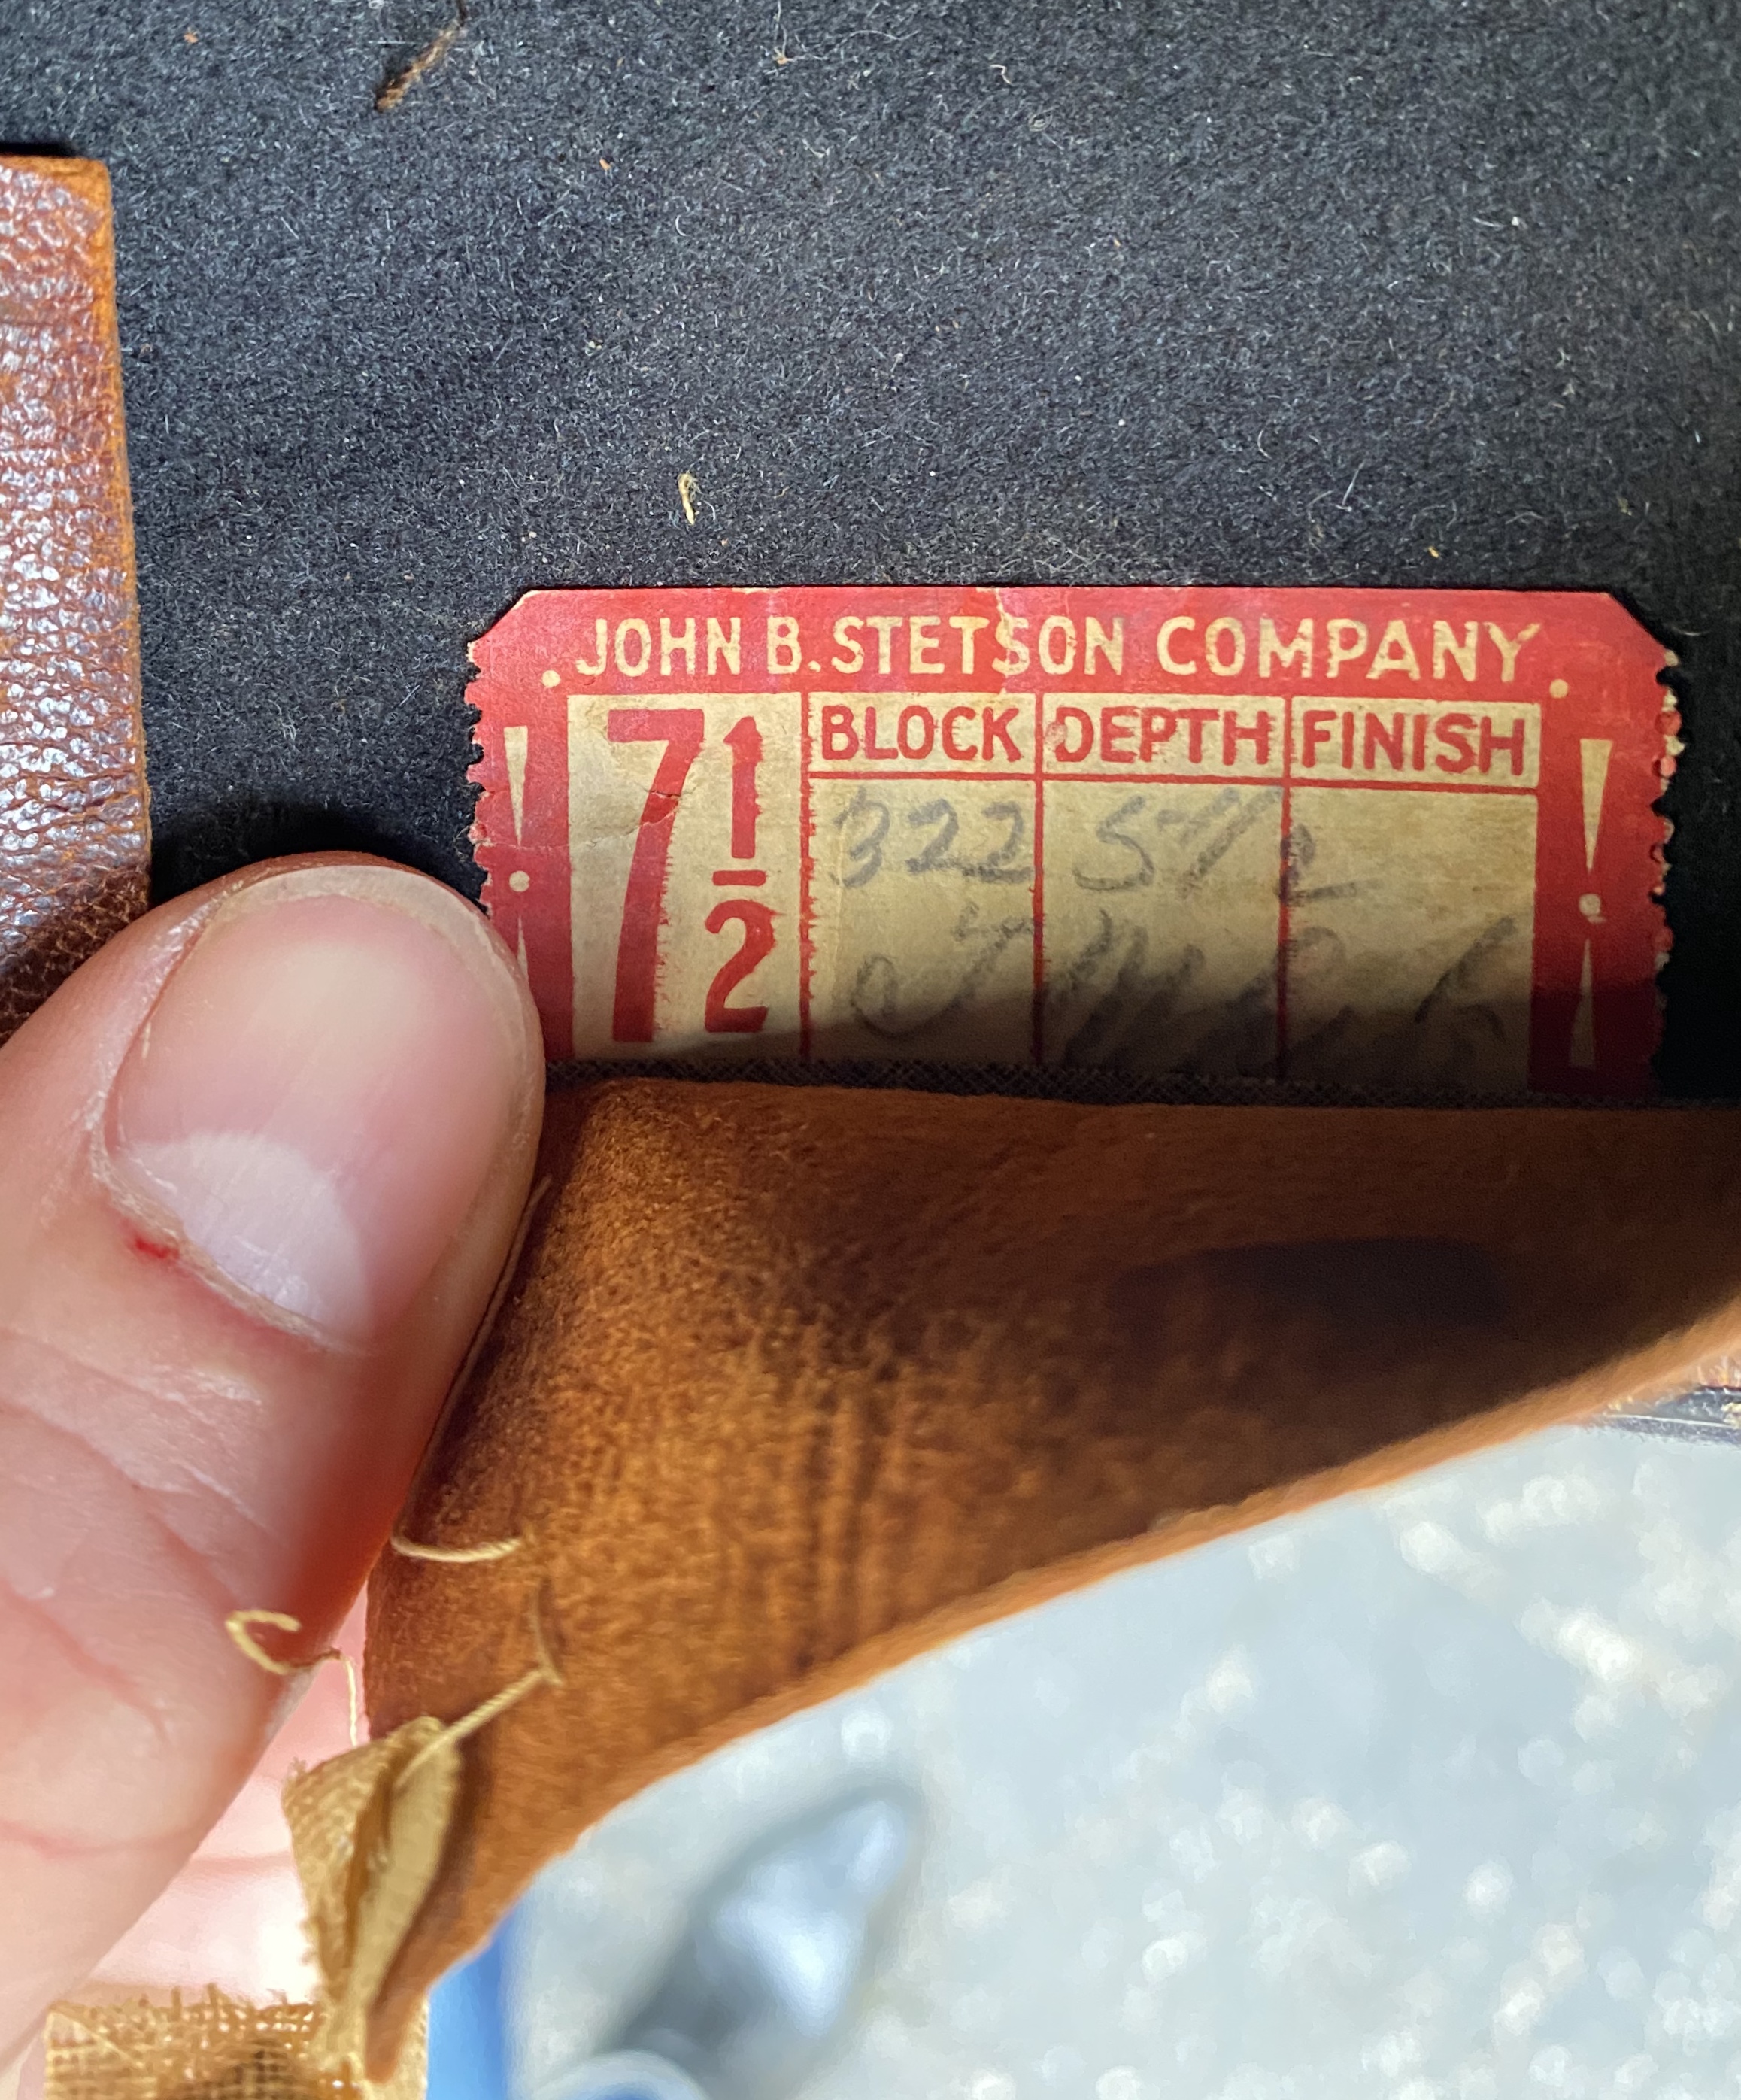 JOHN B. STETSON COMPANY
7 1/2 BLOCK DEPTH FINISH
322 5 1/2